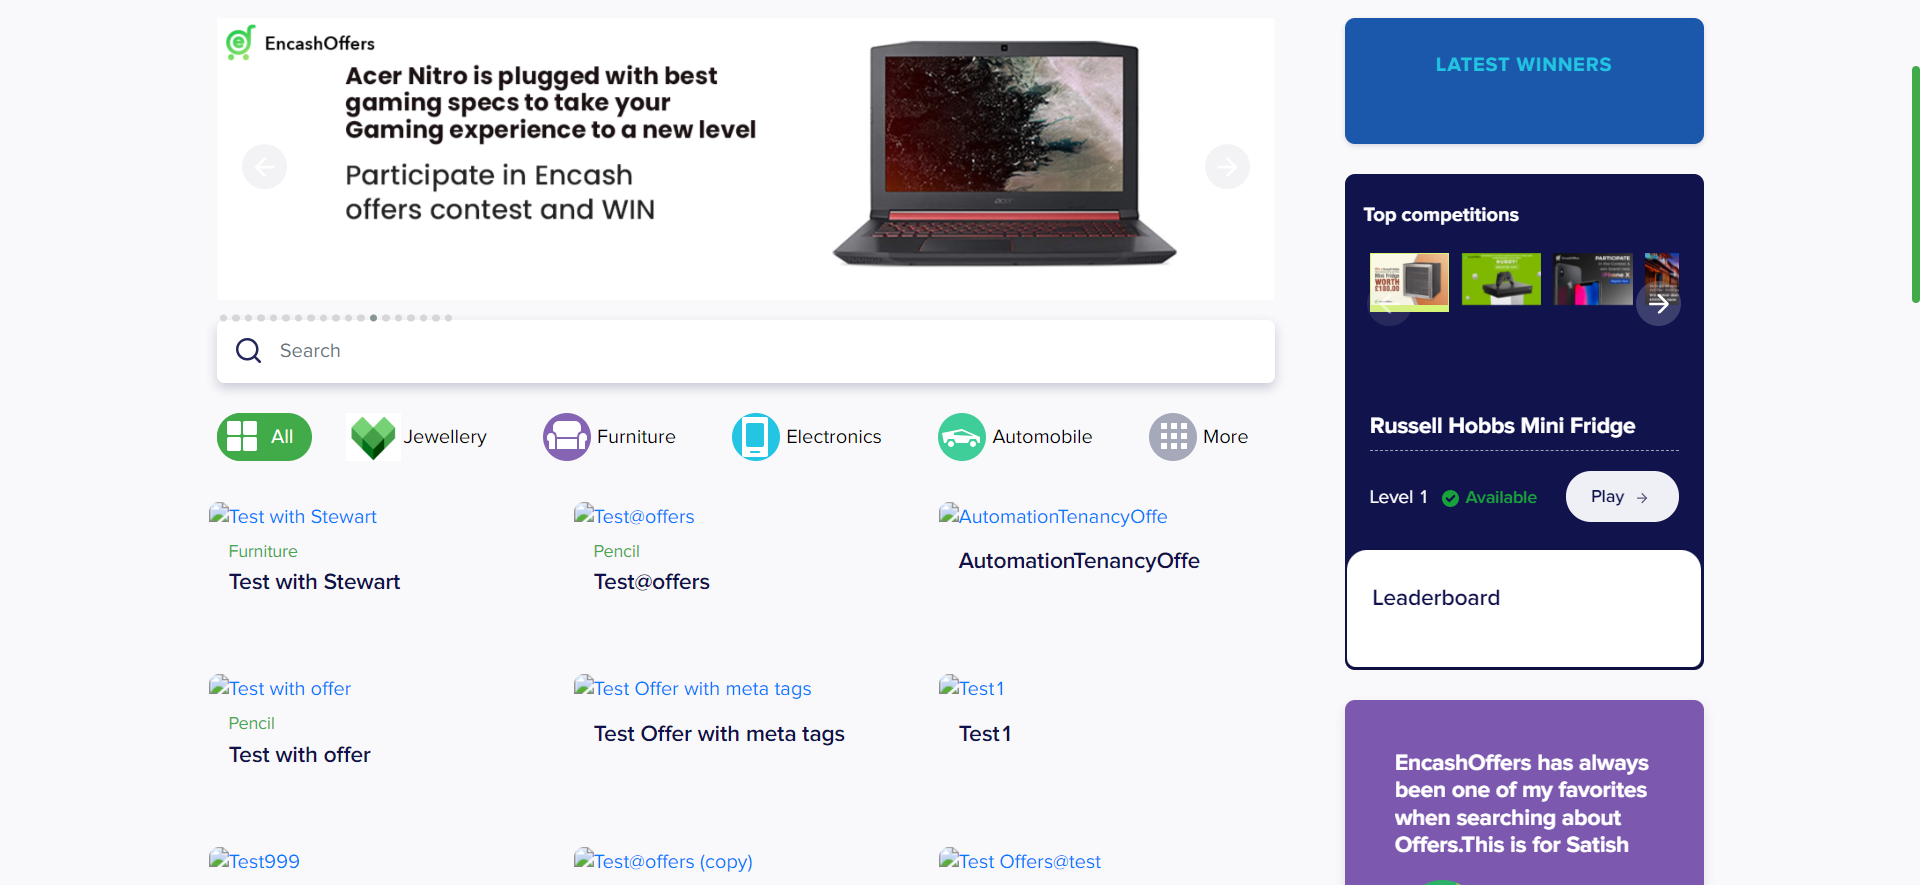 EncashOffers
Acer Nitro is plugged with best
gaming specs to take your
Gaming experience to a new level
Participate in Encash
offers contest and WIN
Search
All
Jewellery
Furniture
Electronics
Automobile
More
Test with Stewart
Furniture
Test with Stewart
Test@offers
Pencil
Test@offers
AutomationTenancyOffe
AutomationTenancyOffe
Test with offer
Pencil
Test with offer
Test Offer with meta tags
Test Offer with meta tags
Test1
Test1
Test999
Test@offers (copy)
Test Offers@test
LATEST WINNERS
Top competitions
Mini Fridge
WORTH
£180.00
PARTICIPATE
iPhone X
Russell Hobbs Mini Fridge
Level 1
Available
Play
Leaderboard
EncashOffers has always
been one of my favorites
when searching about
Offers.This is for Satish